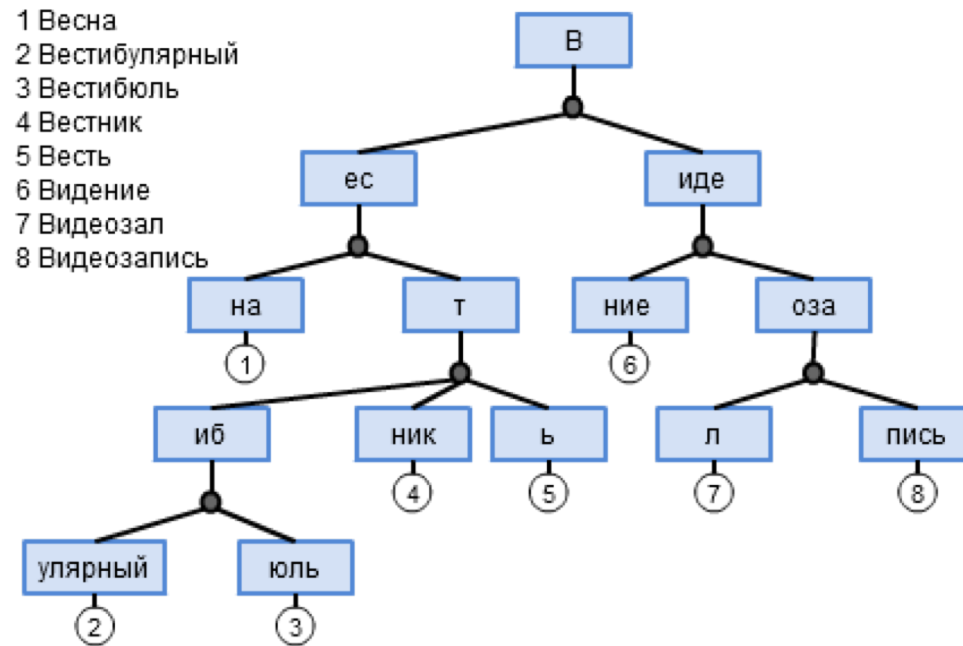 1 Весна
2 Вестибулярный
3 Вестибюль
4 Вестник
5 Весть
6 Видение
7 Видеозал
8 Видеозапись
В
ес
иде
на
т
ние
оза
1
6
иб
ник
ь
л
пись
4
5
7
8
улярный
юль
2
3